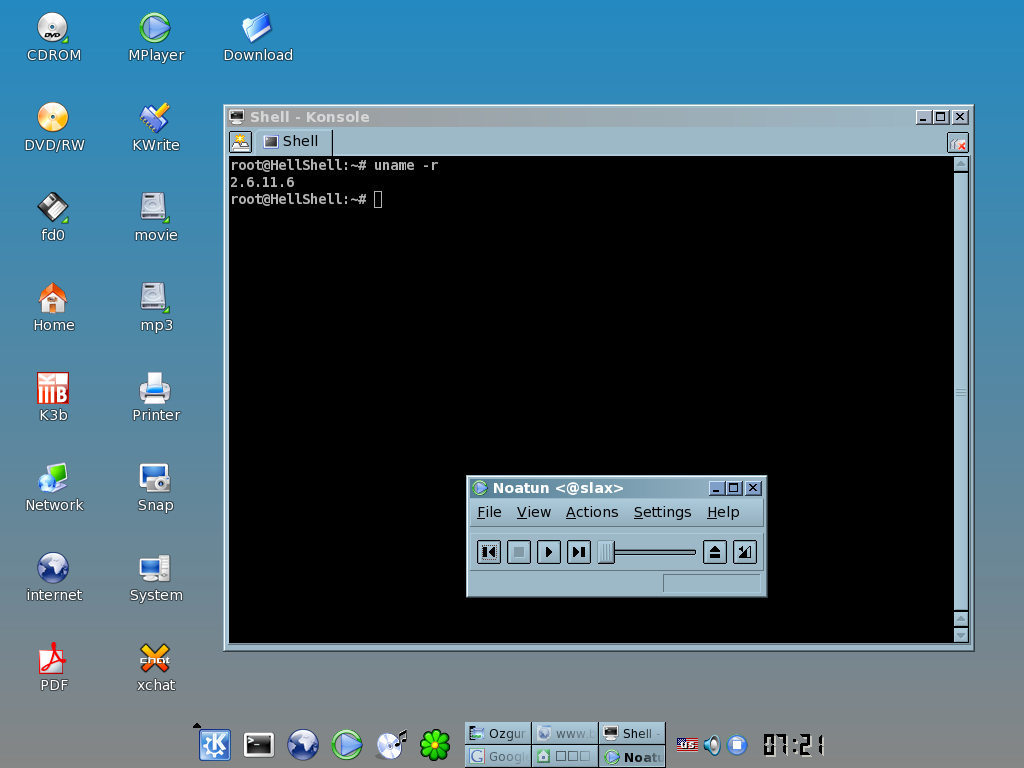 CDROM
MPlayer
Download
DVD/RW
KWrite
fd0
movie
Home
mp3
K3b
Printer
Network
Snap
internet
System
PDF
xchat
Shell - Konsole
Shell
root@HellShell:~# uname -r
2.6.11.6
root@HellShell:~#
Noatun <@slax>
File View Actions Settings Help
Ozgur
www.b
Shell -
Googl
Noatu
us
07:21